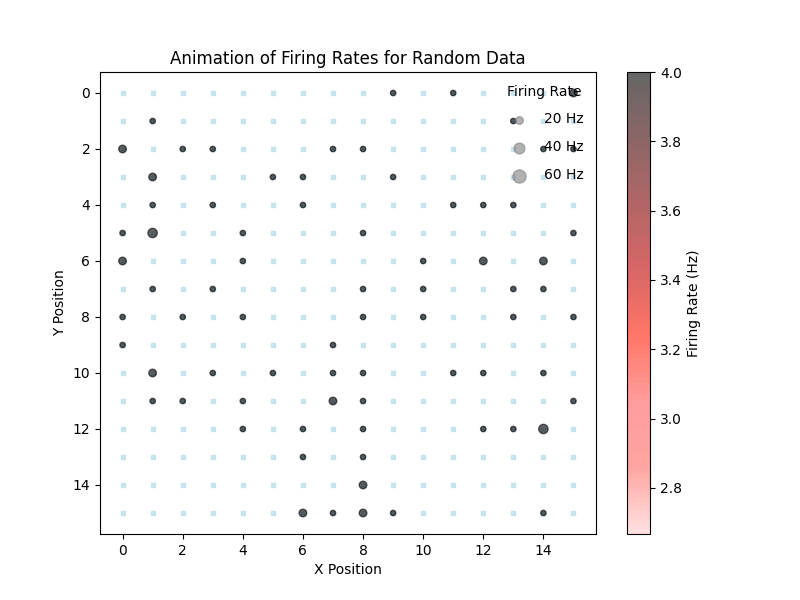 Animation of Firing Rates for Random Data
Firing Rate
20 Hz
40 Hz
60 Hz
0
2
4
6
8
10
12
14
Y Position
0 2 4 6 8 10 12 14
X Position
4.0
3.8
3.6
3.4
3.2
3.0
2.8
Firing Rate (Hz)